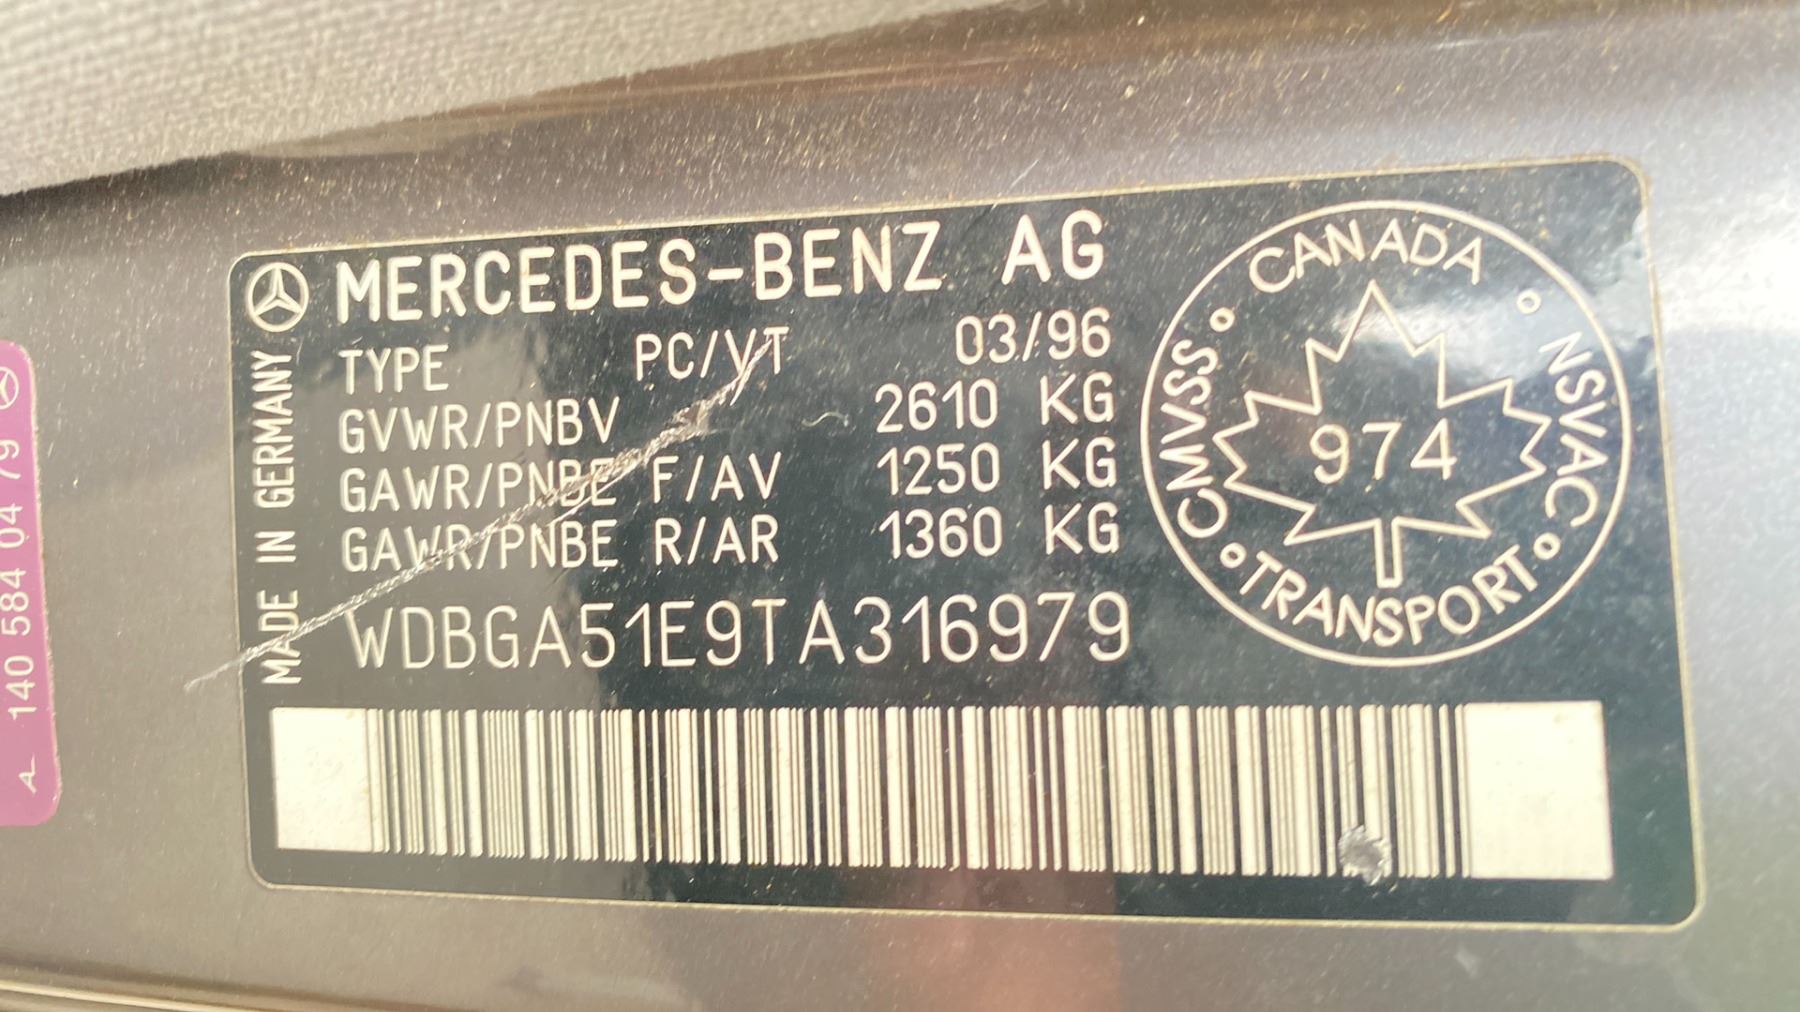 MERCEDES-BENZ AG
TYPE PC/VT 03/96
GVWR/PNBV 2610 KG
GAWR/PNBE F/AV 1250 KG
GAWR/PNBE R/AR 1360 KG
WDBGA51E9TA316979
MADE IN GERMANY
CANADA
CMVSS NSVAC
974
TRANSPORT
A 140 584 04 79